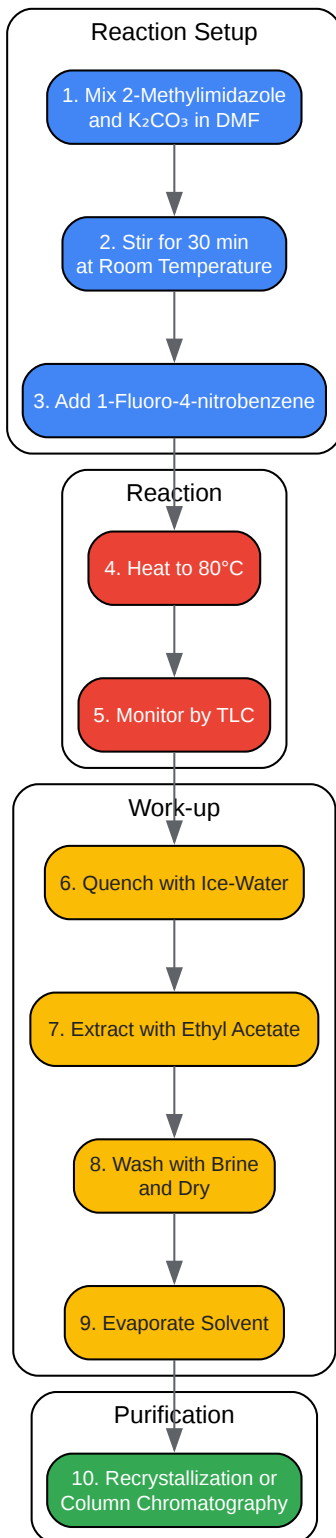 Reaction Setup
1. Mix 2-Methylimidazole
and K₂CO₃ in DMF
2. Stir for 30 min
at Room Temperature
3. Add 1-Fluoro-4-nitrobenzene
Reaction
4. Heat to 80°C
5. Monitor by TLC
Work-up
6. Quench with Ice-Water
7. Extract with Ethyl Acetate
8. Wash with Brine
and Dry
9. Evaporate Solvent
Purification
10. Recrystallization or
Column Chromatography